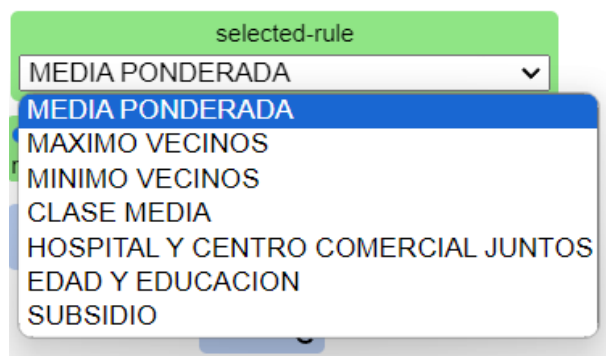 selected-rule
MEDIA PONDERADA
MEDIA PONDERADA
MAXIMO VECINOS
MINIMO VECINOS
CLASE MEDIA
HOSPITAL Y CENTRO COMERCIAL JUNTOS
EDAD Y EDUCACION
SUBSIDIO